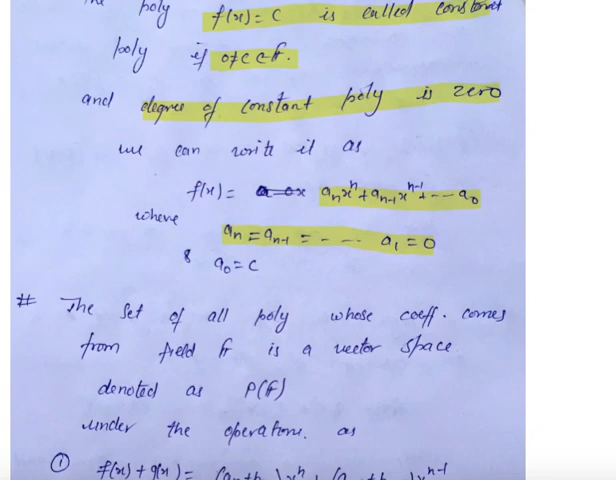 the poly f(x) = c is called constant
poly if 0≠c∈F.
and degree of constant poly is zero
we can write it as
f(x) = aₙxⁿ + aₙ₋₁xⁿ⁻¹ + --- a₀
where
aₙ = aₙ₋₁ = - --- a₁ = 0
& a₀ = c
# The set of all poly whose coeff. comes
from field F is a vector space
denoted as P(F)
under the operations. as
① f(x) + g(x) =